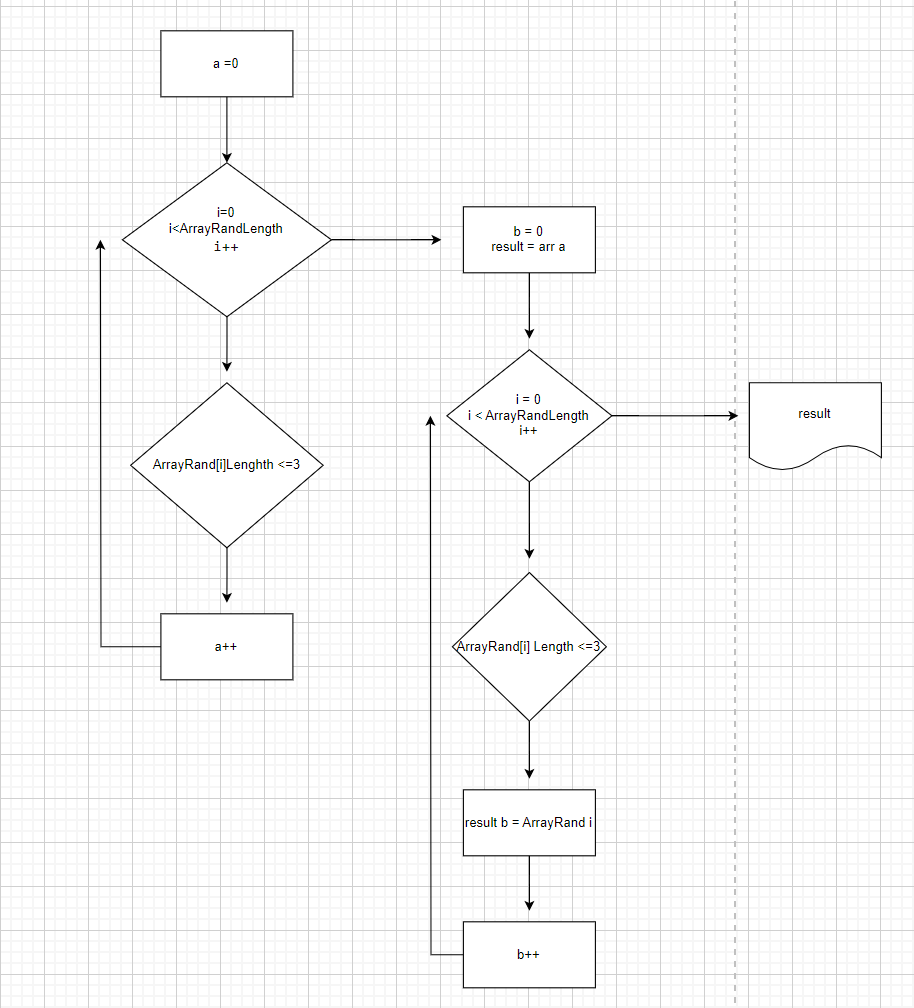 a =0
i=0
i<ArrayRandLength
i++
ArrayRand[i]Lenghth <=3
a++
b = 0
result = arr a
i = 0
i < ArrayRandLength
i++
ArrayRand[i] Length <=3
result b = ArrayRand i
b++
result